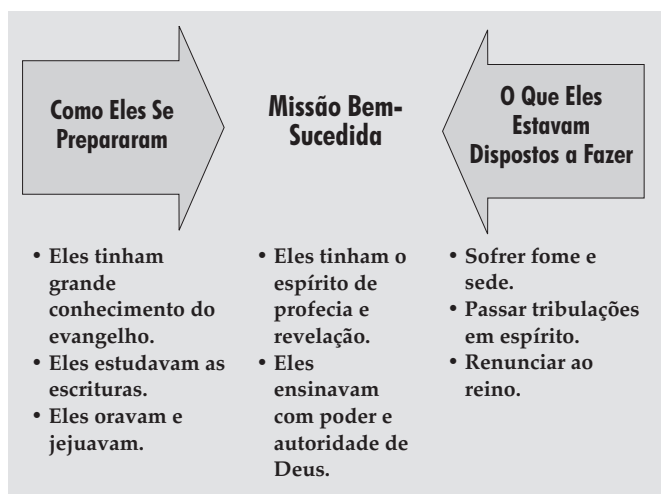 Como Eles Se
Prepararam
Missão Bem-
Sucedida
O Que Eles
Estavam
Dispostos a Fazer
• Eles tinham
grande
conhecimento do
evangelho.
• Eles estudavam as
escrituras.
• Eles oravam e
jejuavam.
• Eles tinham o
espírito de
profecia e
revelação.
• Eles
ensinavam
com poder e
autoridade de
Deus.
• Sofrer fome e
sede.
• Passar tribulações
em espírito.
• Renunciar ao
reino.